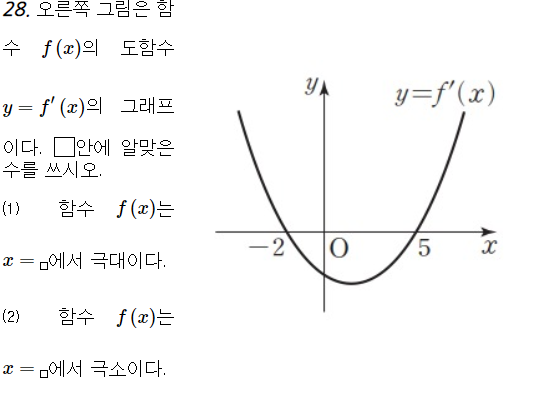 28. 오른쪽 그림은 함
수 f(x)의 도함수
y = f′(x)의 그래프
이다. □안에 알맞은
수를 쓰시오.
(1) 함수 f(x)는
x = □에서 극대이다.
(2) 함수 f(x)는
x = □에서 극소이다.
y
y=f′(x)
−2
O
5
x